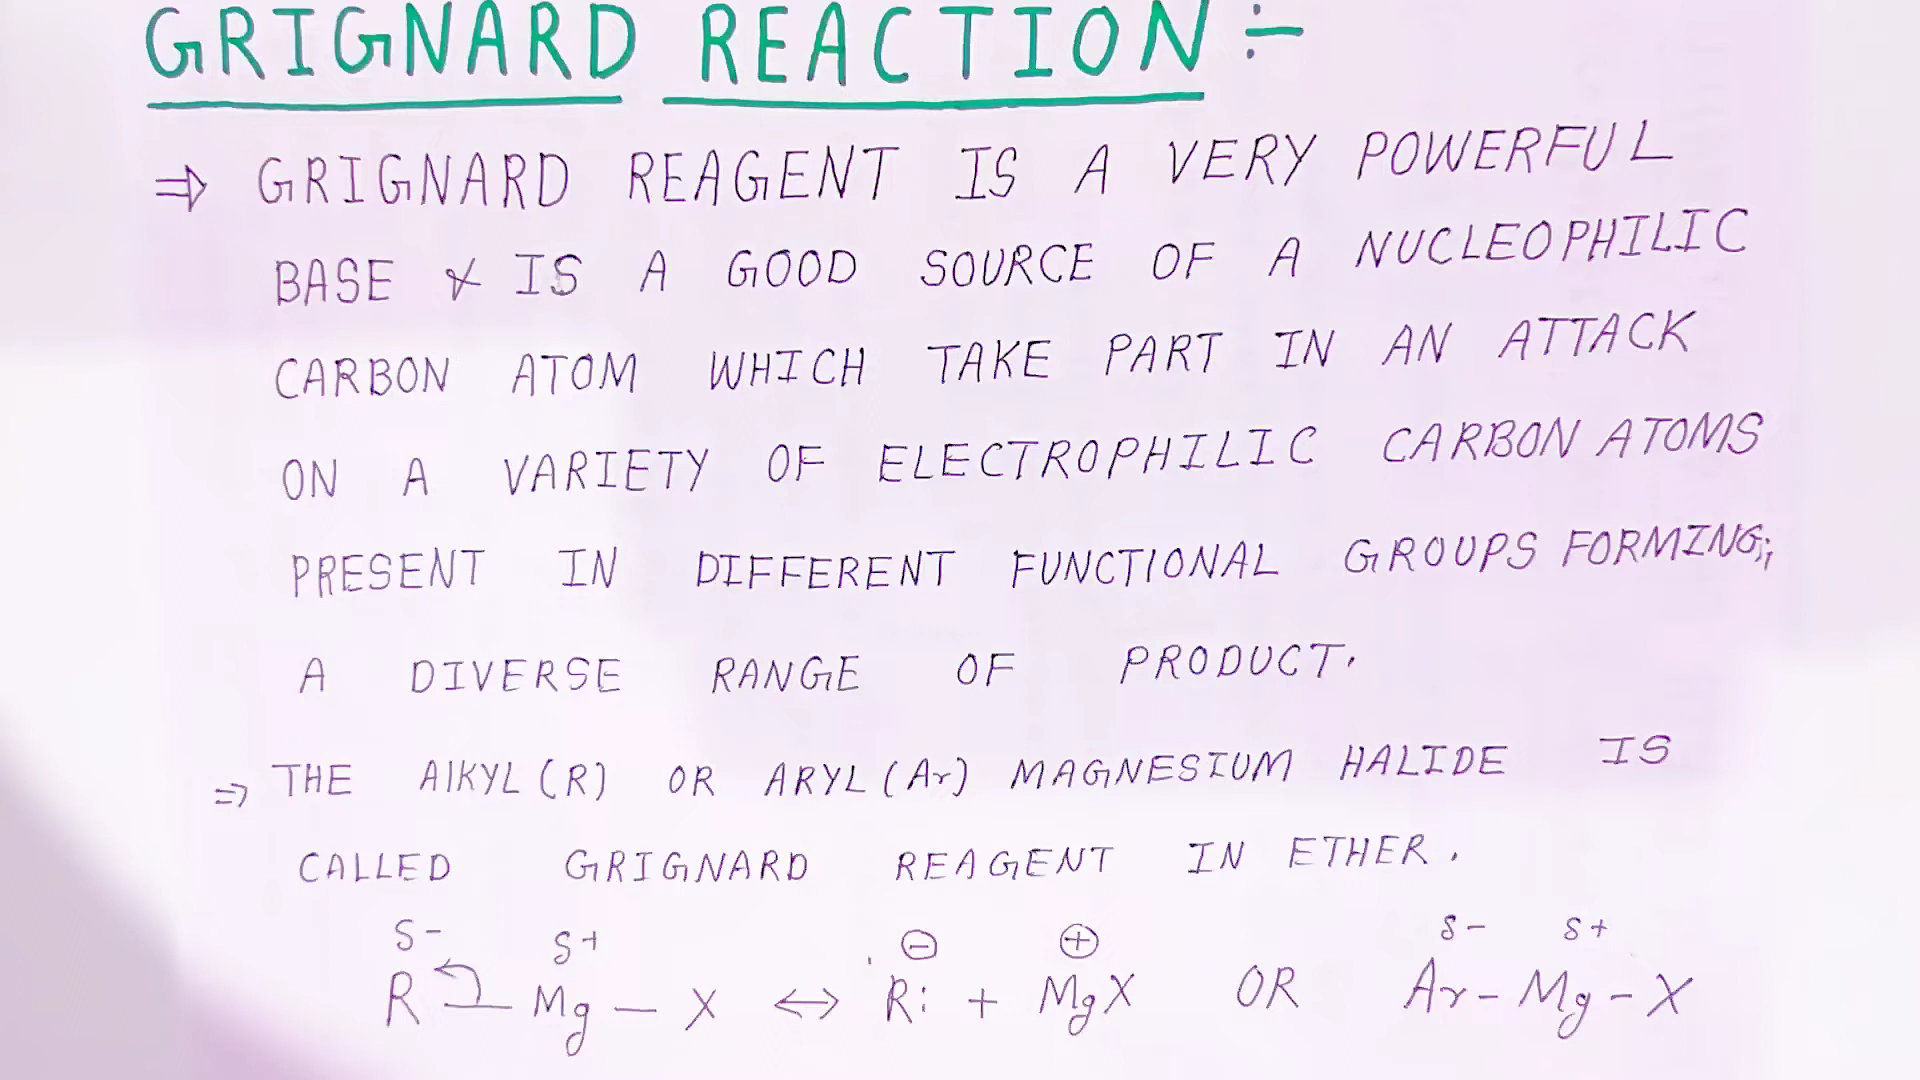 GRIGNARD REACTION :-
⇒ GRIGNARD REAGENT IS A VERY POWERFUL
BASE & IS A GOOD SOURCE OF A NUCLEOPHILIC
CARBON ATOM WHICH TAKE PART IN AN ATTACK
ON A VARIETY OF ELECTROPHILIC CARBON ATOMS
PRESENT IN DIFFERENT FUNCTIONAL GROUPS FORMING;
A DIVERSE RANGE OF PRODUCT.
⇒ THE AlKYL(R) OR ARYL(Ar) MAGNESIUM HALIDE IS
CALLED GRIGNARD REAGENT IN ETHER.
δ- δ+ ⊖ ⊕ δ- δ+
R — Mg — X ⟷ R: + MgX OR Ar-Mg-X